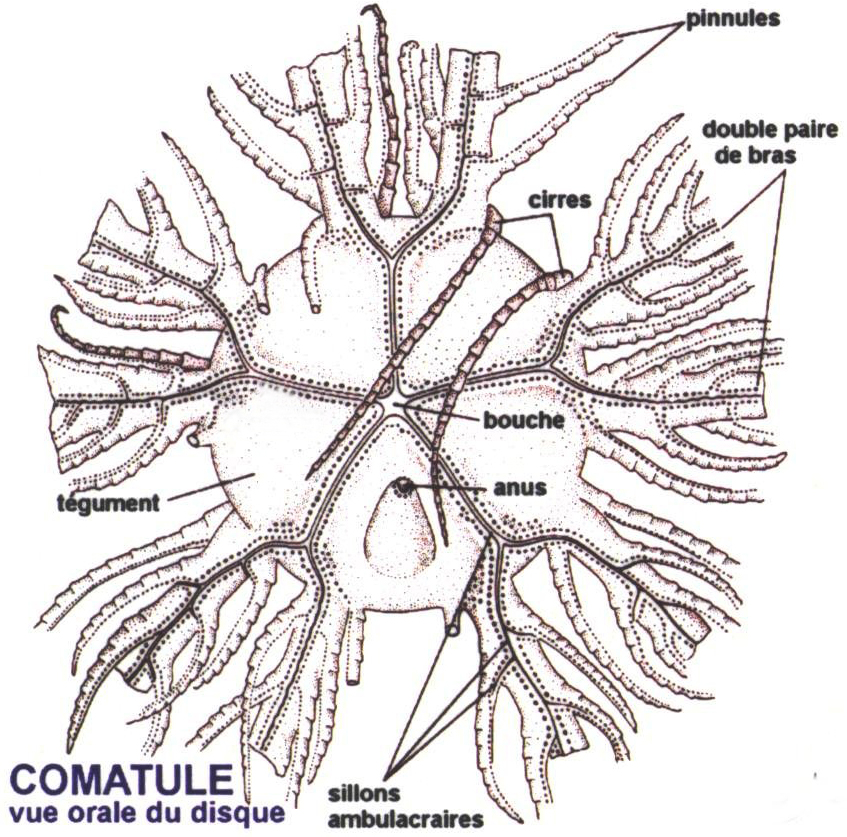 pinnules
double paire
de bras
cirres
bouche
anus
tégument
COMATULE
vue orale du disque
sillons
ambulacraires